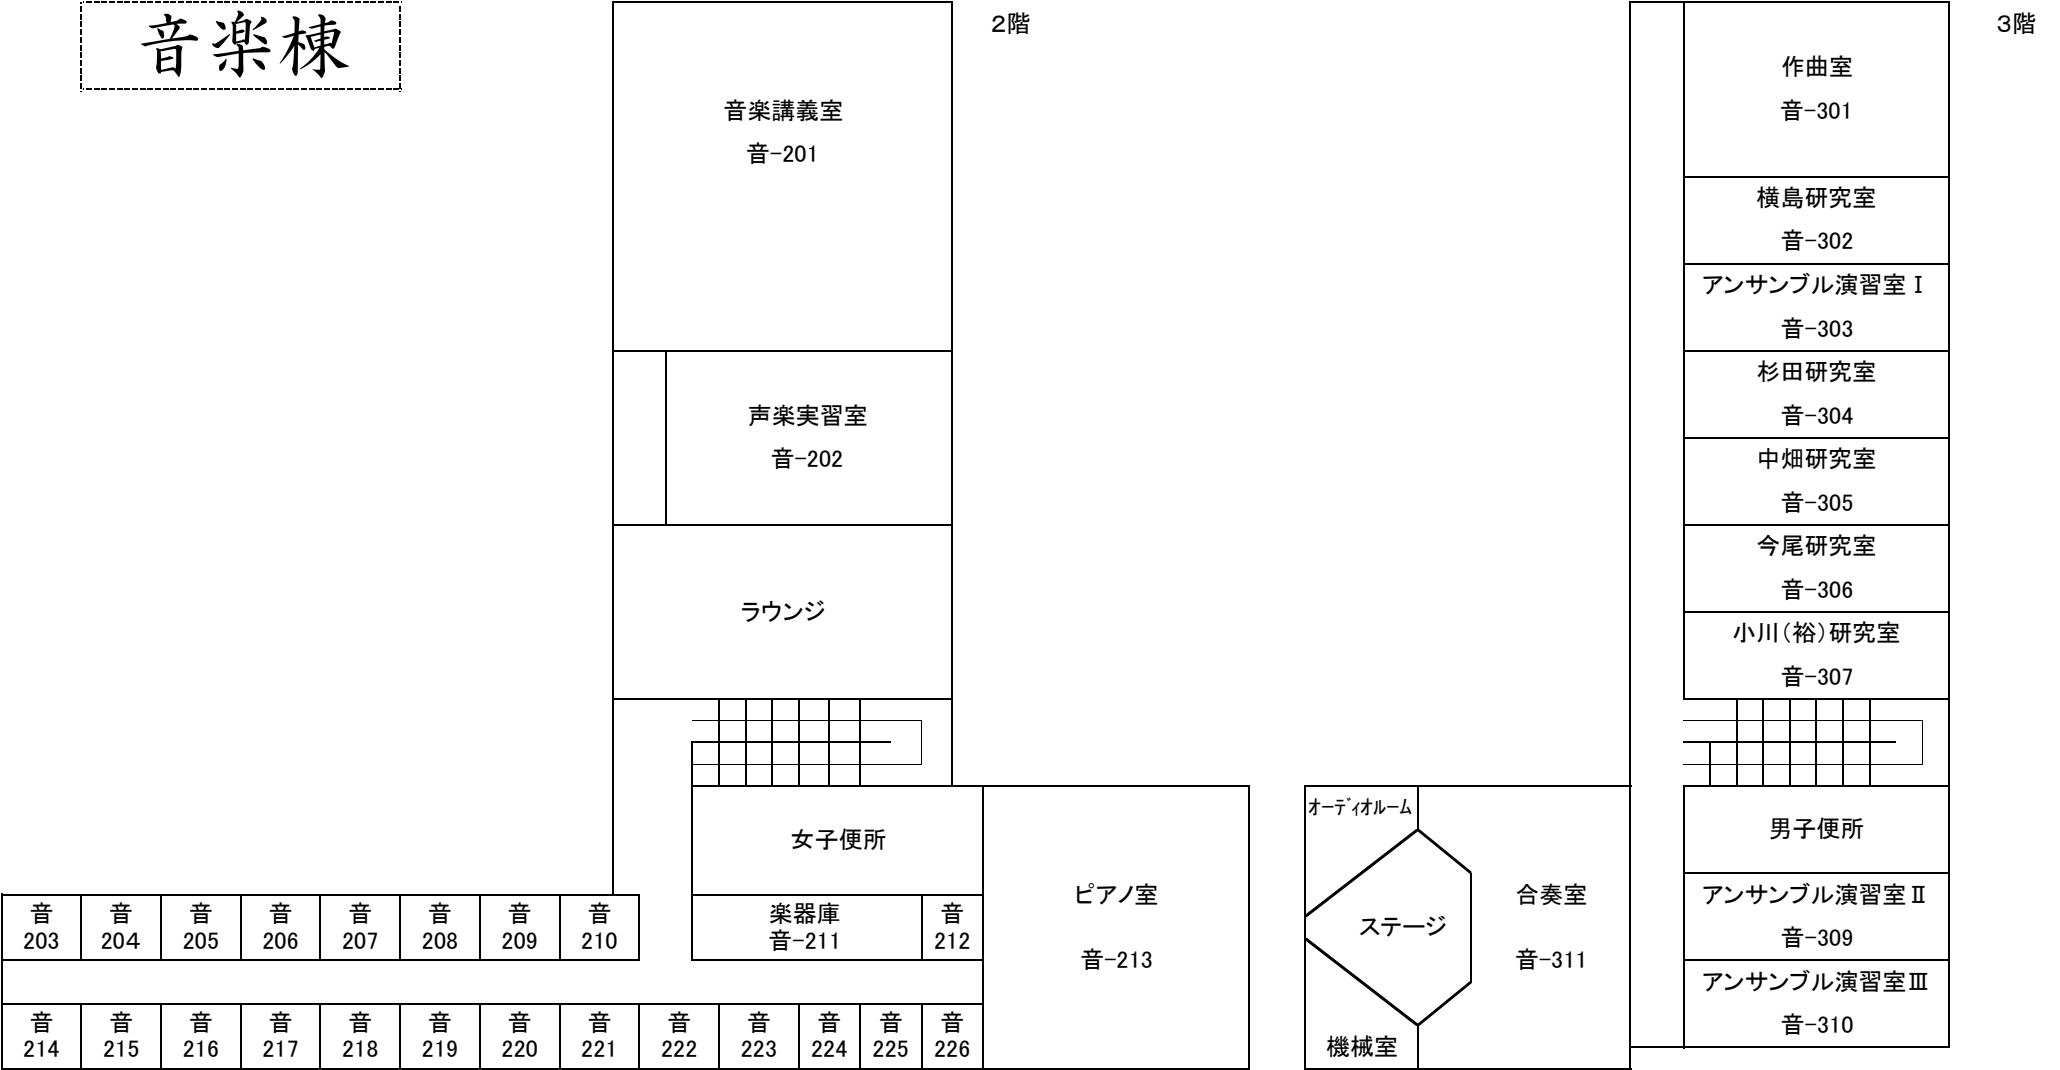 音楽棟
２階
音楽講義室
音-201
声楽実習室
音-202
ラウンジ
女子便所
楽器庫
音-211
音
212
ピアノ室
音-213
音
203
音
204
音
205
音
206
音
207
音
208
音
209
音
210
音
214
音
215
音
216
音
217
音
218
音
219
音
220
音
221
音
222
音
223
音
224
音
225
音
226
３階
作曲室
音-301
横島研究室
音-302
アンサンブル演習室Ⅰ
音-303
杉田研究室
音-304
中畑研究室
音-305
今尾研究室
音-306
小川（裕）研究室
音-307
男子便所
アンサンブル演習室Ⅱ
音-309
アンサンブル演習室Ⅲ
音-310
ｵｰﾃﾞｨｵﾙｰﾑ
ステージ
合奏室
音-311
機械室